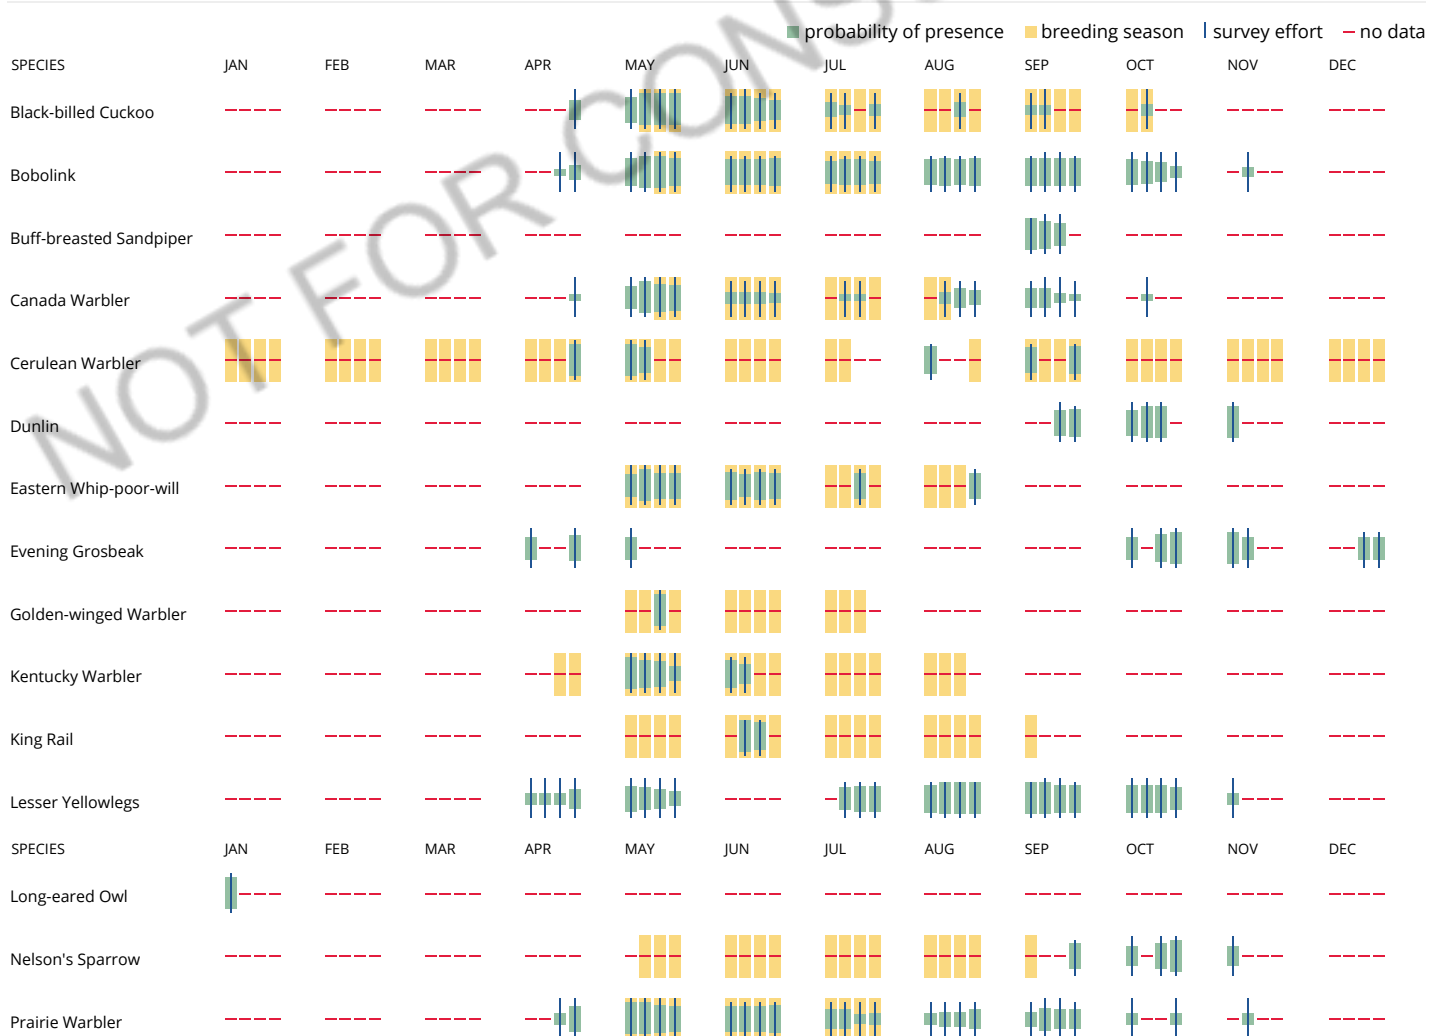 probability of presence breeding season survey effort no data
SPECIES JAN FEB MAR APR MAY JUN JUL AUG SEP OCT NOV DEC
Black-billed Cuckoo
Bobolink
Buff-breasted Sandpiper
Canada Warbler
Cerulean Warbler
Dunlin
Eastern Whip-poor-will
Evening Grosbeak
Golden-winged Warbler
Kentucky Warbler
King Rail
Lesser Yellowlegs
SPECIES JAN FEB MAR APR MAY JUN JUL AUG SEP OCT NOV DEC
Long-eared Owl
Nelson's Sparrow
Prairie Warbler
NOT FOR CONS